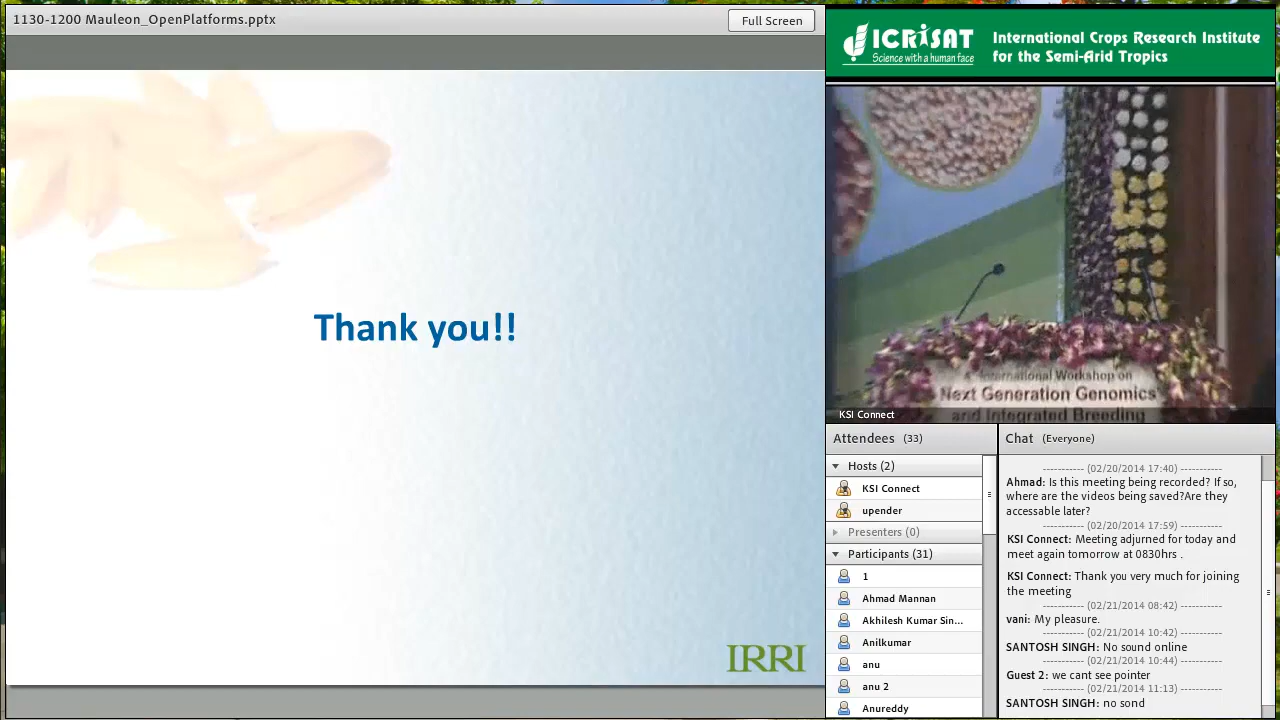 1130-1200 Mauleon_OpenPlatforms.pptx
Full Screen
Thank you!!
IRRI
ICRISAT
Science with a human face
International Crops Research Institute
for the Semi-Arid Tropics
International Workshop on
Next Generation Genomics
and Integrated Breeding
KSI Connect
Attendees (33)
Hosts (2)
KSI Connect
upender
Presenters (0)
Participants (31)
1
Ahmad Mannan
Akhilesh Kumar Sin...
Anilkumar
anu
anu 2
Anureddy
Chat (Everyone)
----------- (02/20/2014 17:40) -----------
Ahmad: Is this meeting being recorded? If so,
where are the videos being saved?Are they
accessable later?
----------- (02/20/2014 17:59) -----------
KSI Connect: Meeting adjurned for today and
meet again tomorrow at 0830hrs .
KSI Connect: Thank you very much for joining
the meeting
----------- (02/21/2014 08:42) -----------
vani: My pleasure.
----------- (02/21/2014 10:42) -----------
SANTOSH SINGH: No sound online
----------- (02/21/2014 10:44) -----------
Guest 2: we cant see pointer
----------- (02/21/2014 11:13) -----------
SANTOSH SINGH: no sond